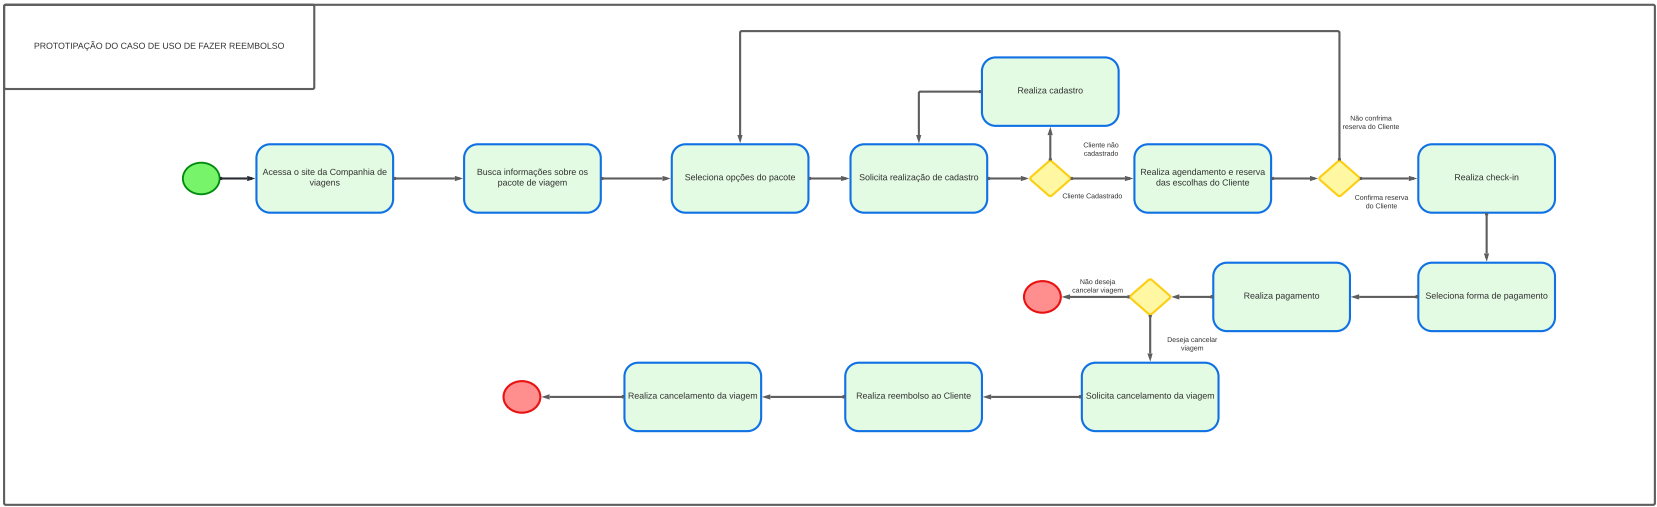 PROTOTIPAÇÃO DO CASO DE USO DE FAZER REEMBOLSO
Realiza cadastro
Não confrima
reserva do Cliente
Cliente não
cadastrado
Acessa o site da Companhia de
viagens
Busca informações sobre os
pacote de viagem
Seleciona opções do pacote
Solicita realização de cadastro
Cliente Cadastrado
Realiza agendamento e reserva
das escolhas do Cliente
Confirma reserva
do Cliente
Realiza check-in
Não deseja
cancelar viagem
Realiza pagamento
Seleciona forma de pagamento
Deseja cancelar
viagem
Realiza cancelamento da viagem
Realiza reembolso ao Cliente
Solicita cancelamento da viagem